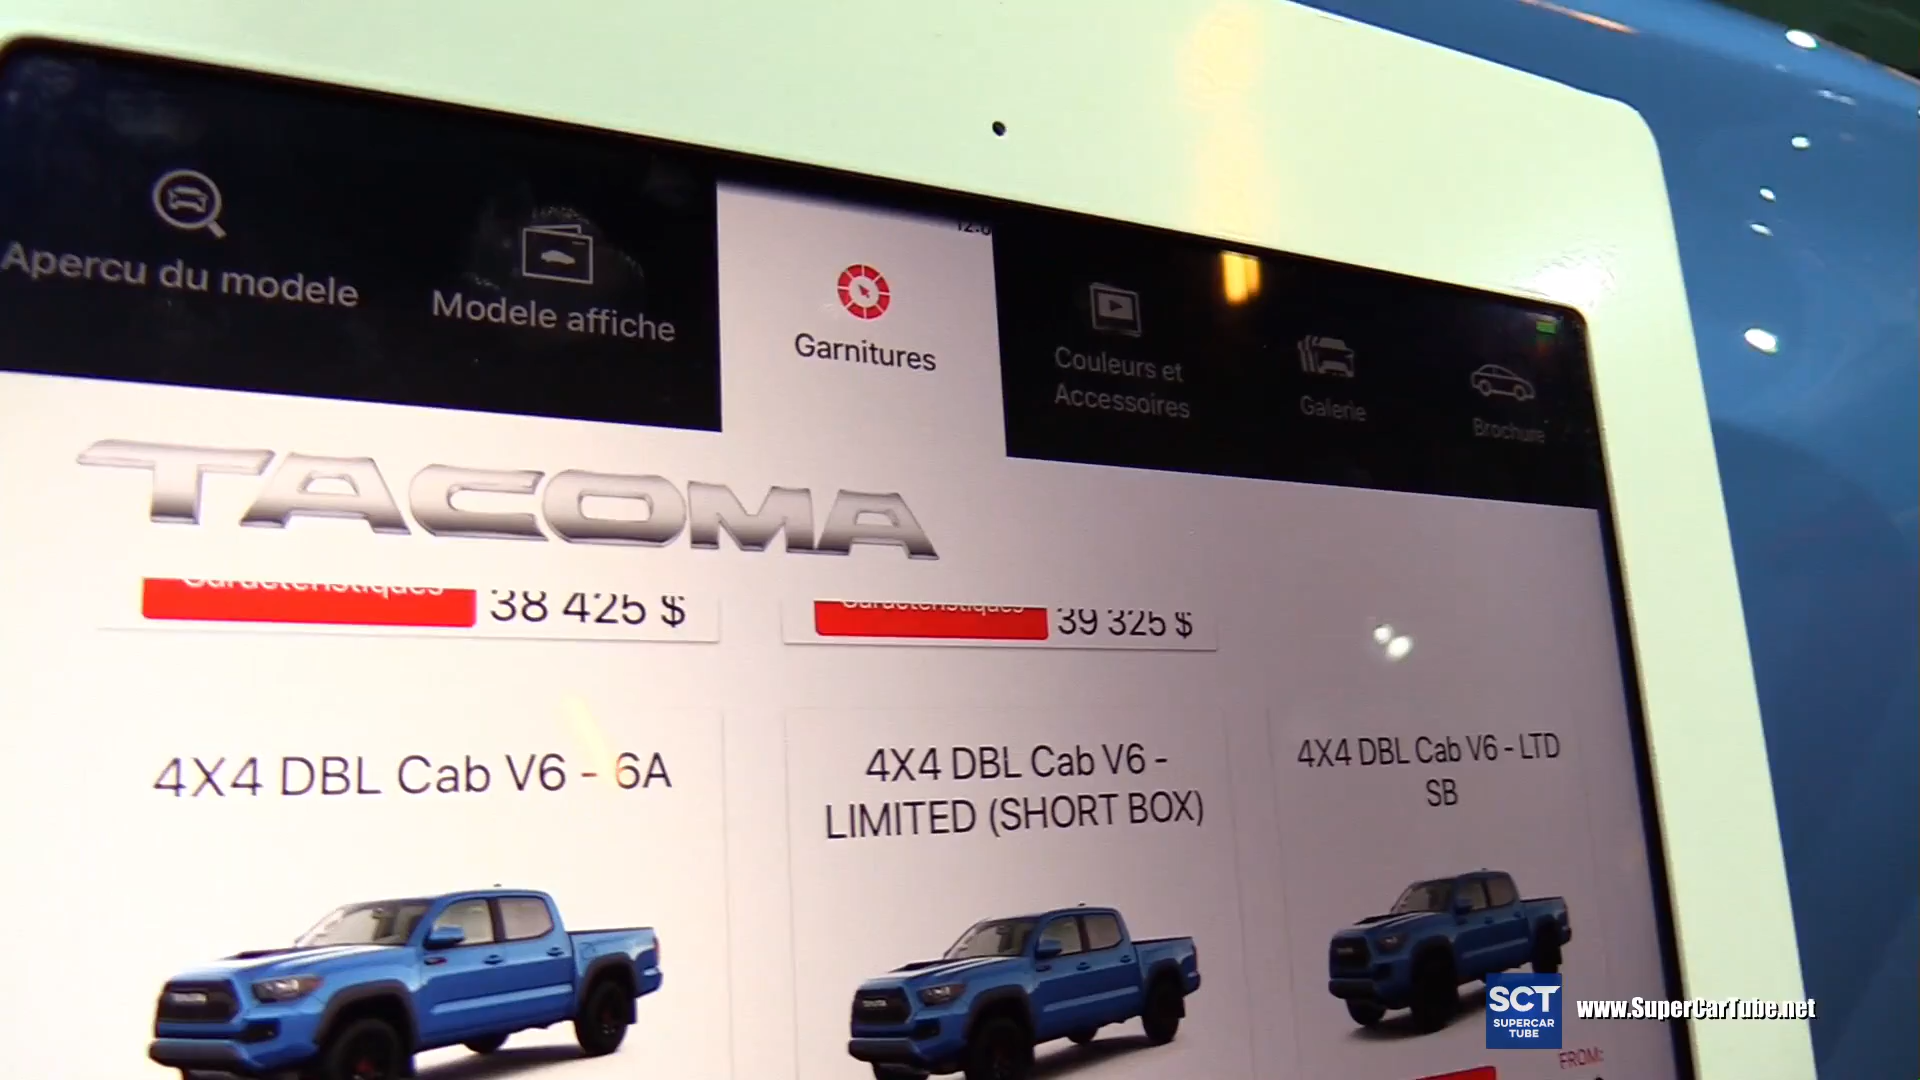 Apercu du modele
Modele affiche
Garnitures
Couleurs et
Accessoires
Galerie
Brochure
TACOMA
Caractéristiques
38 425 $
Caractéristiques
39 325 $
4X4 DBL Cab V6 - 6A
4X4 DBL Cab V6 -
LIMITED (SHORT BOX)
4X4 DBL Cab V6 - LTD
SB
FROM:
SCT
SUPERCAR
TUBE
www.SuperCarTube.net